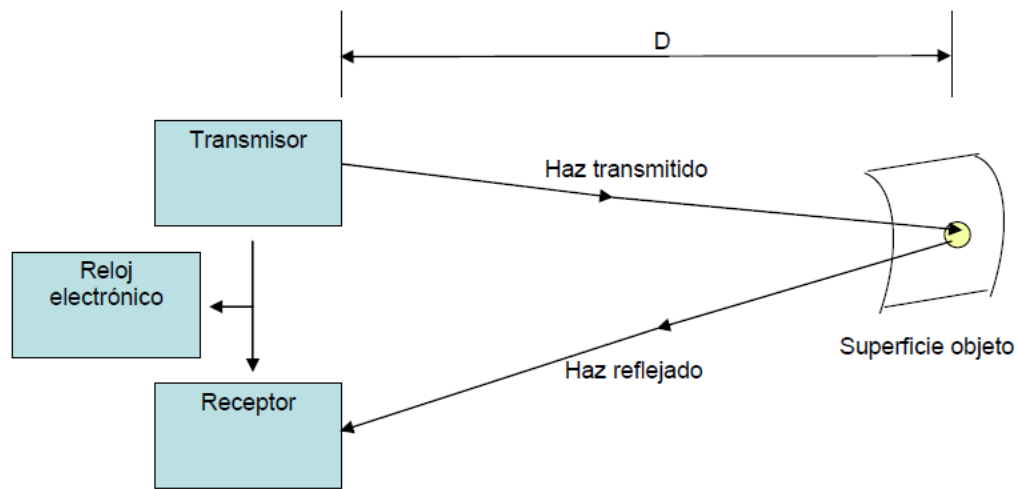 D
Transmisor
Haz transmitido
Reloj
electrónico
Superficie objeto
Haz reflejado
Receptor